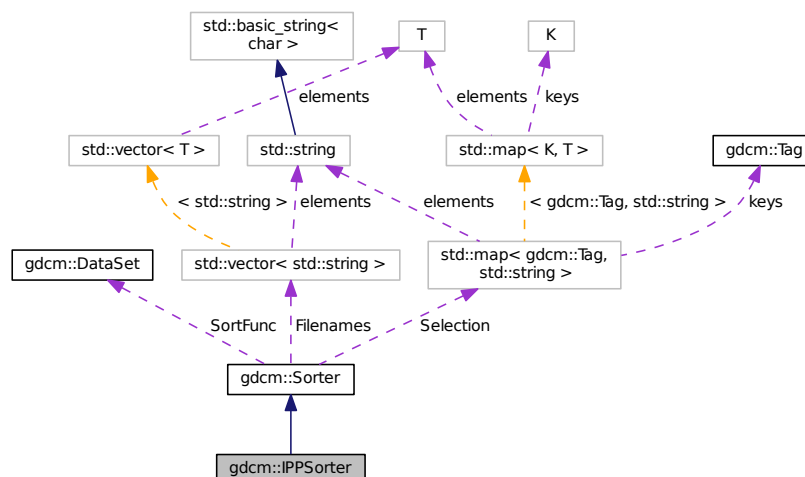 std::basic_string<
char >
T
K
elements
elements
keys
std::vector< T >
std::string
std::map< K, T >
gdcm::Tag
< std::string >
elements
elements
< gdcm::Tag, std::string >
keys
gdcm::DataSet
std::vector< std::string >
std::map< gdcm::Tag,
std::string >
SortFunc
Filenames
Selection
gdcm::Sorter
gdcm::IPPSorter